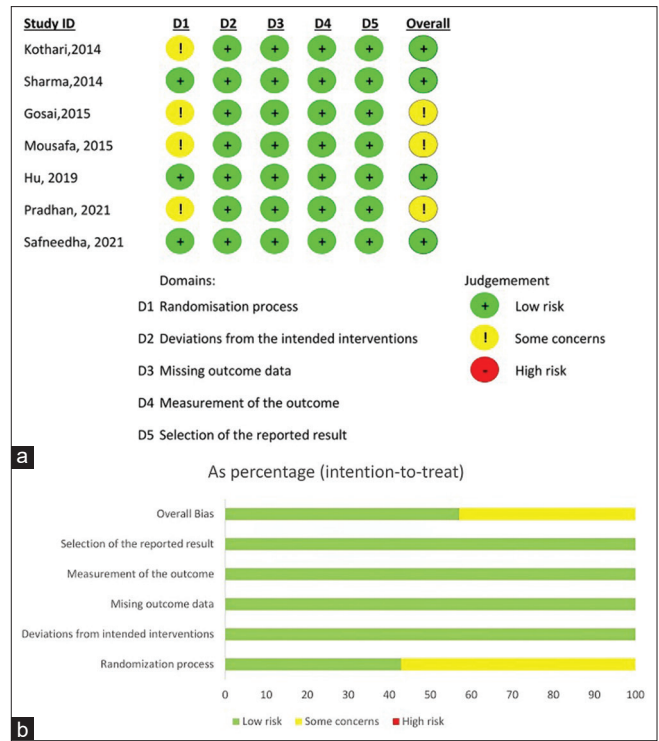 Study ID D1 D2 D3 D4 D5 Overall
Kothari,2014 ! + + + + +
Sharma,2014 + + + + + +
Gosai,2015 ! + + + + !
Mousafa, 2015 ! + + + + !
Hu, 2019 + + + + + +
Pradhan, 2021 ! + + + + !
Safneedha, 2021 + + + + + +
Domains:
D1 Randomisation process
D2 Deviations from the intended interventions
D3 Missing outcome data
D4 Measurement of the outcome
D5 Selection of the reported result
Judgemement
+ Low risk
! Some concerns
- High risk
a
As percentage (intention-to-treat)
Overall Bias
Selection of the reported result
Measurement of the outcome
Mising outcome data
Deviations from intended interventions
Randomization process
0 10 20 30 40 50 60 70 80 90 100
Low risk Some concerns High risk
b